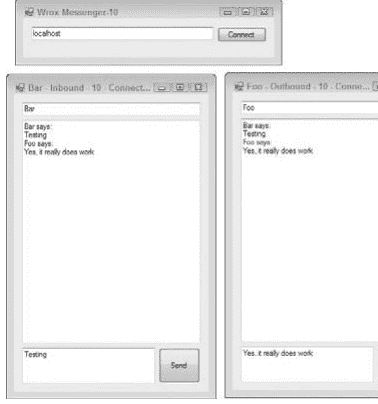 Wrox Messenger-10
localhost
Connect
Bar - Inbound - 10 - Connect...
Bar
Bar says:
Testing
Foo says:
Yes, it really does work
Testing
Send
Foo - Outbound - 10 - Conne...
Foo
Bar says:
Testing
Foo says:
Yes, it really does work
Yes, it really does work